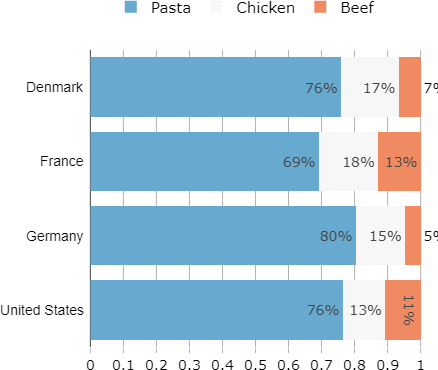 Pasta Chicken Beef
Denmark 76% 17% 7%
France 69% 18% 13%
Germany 80% 15% 5%
United States 76% 13% 11%
0 0.1 0.2 0.3 0.4 0.5 0.6 0.7 0.8 0.9 1